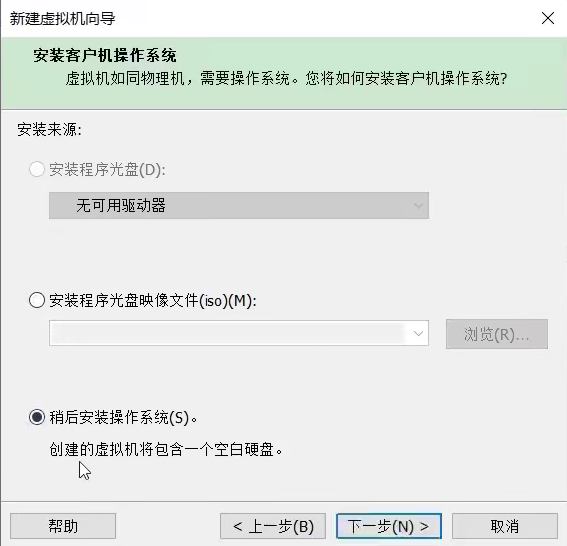 新建虚拟机向导
安装客户机操作系统
虚拟机如同物理机，需要操作系统。您将如何安装客户机操作系统?
安装来源:
安装程序光盘(D):
无可用驱动器
安装程序光盘映像文件(iso)(M):
浏览(R)...
稍后安装操作系统(S)。
创建的虚拟机将包含一个空白硬盘。
帮助
< 上一步(B)
下一步(N) >
取消